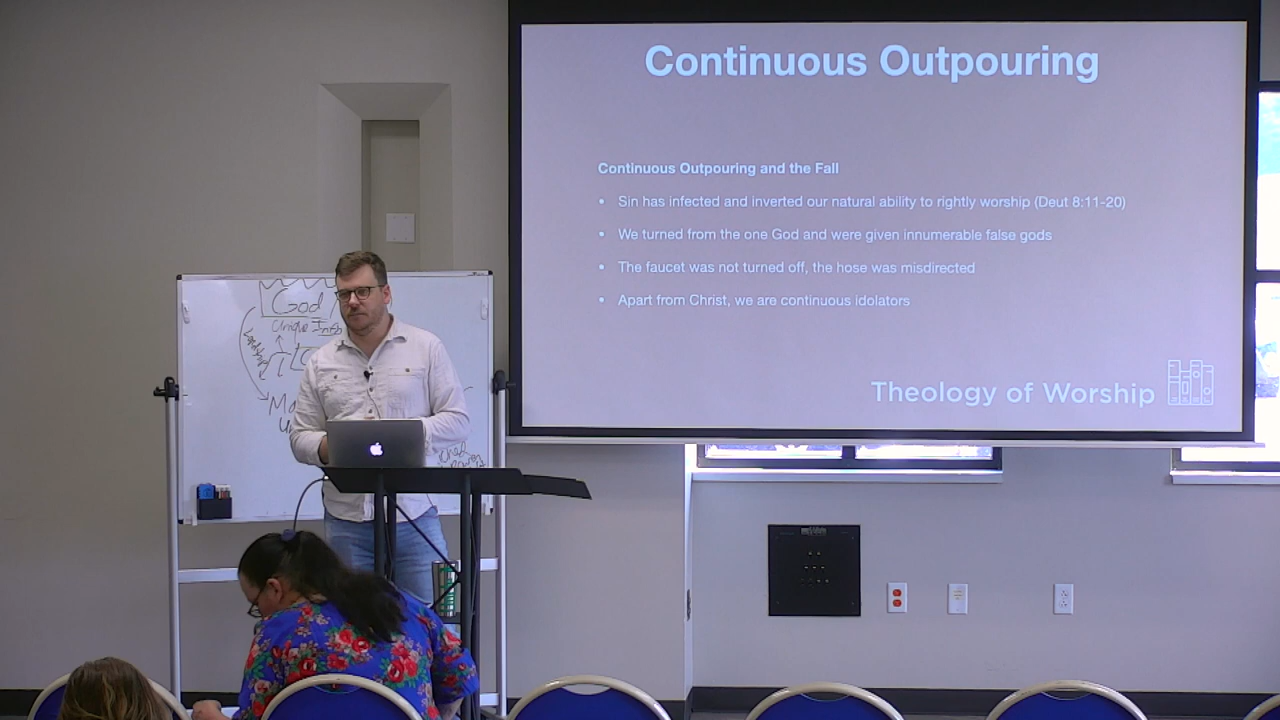 Continuous Outpouring
Continuous Outpouring and the Fall
• Sin has infected and inverted our natural ability to rightly worship (Deut 8:11-20)
• We turned from the one God and were given innumerable false gods
• The faucet was not turned off, the hose was misdirected
• Apart from Christ, we are continuous idolators
Theology of Worship
God
Unique